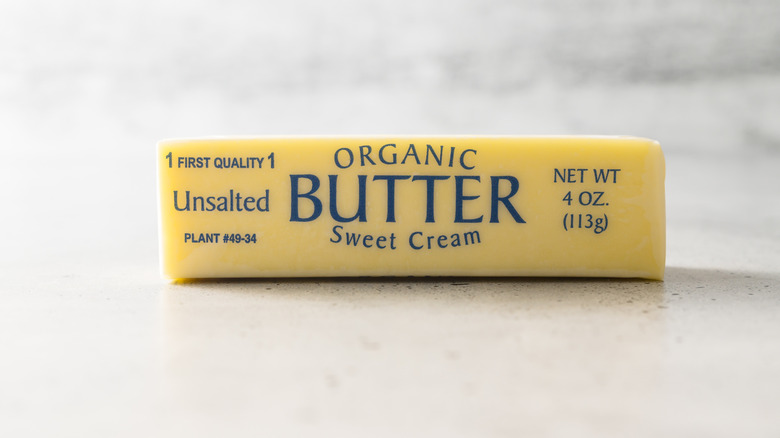 1 FIRST QUALITY 1
Unsalted
PLANT #49-34
ORGANIC
BUTTER
Sweet Cream
NET WT
4 OZ.
(113g)